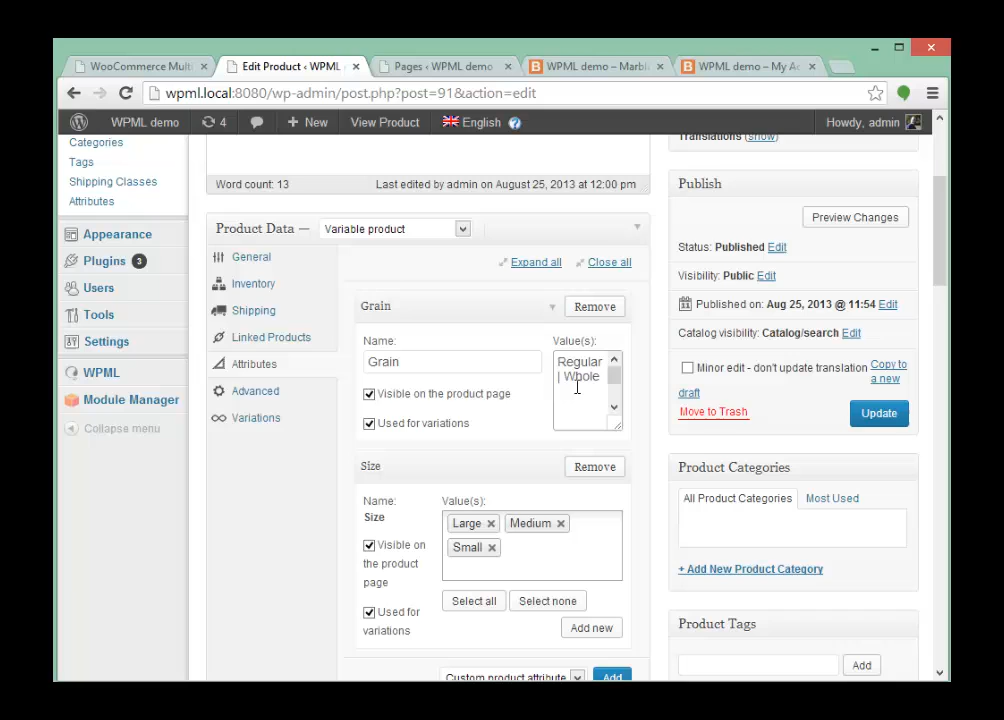 WooCommerce Multi
Edit Product ‹ WPML
Pages ‹ WPML demo
WPML demo – Marbl
WPML demo – My Ac
wpml.local:8080/wp-admin/post.php?post=91&action=edit
WPML demo 4 + New View Product English ? Howdy, admin
Categories
Tags
Shipping Classes
Attributes
Appearance
Plugins 3
Users
Tools
Settings
WPML
Module Manager
Collapse menu
Word count: 13 Last edited by admin on August 25, 2013 at 12:00 pm
Product Data — Variable product
General
Inventory
Shipping
Linked Products
Attributes
Advanced
Variations
Expand all Close all
Grain Remove
Name: Value(s):
Grain
Regular
| Whole
Visible on the product page
Used for variations
Size Remove
Name: Value(s):
Size
Large Medium
Small
Visible on
the product
page
Used for
variations
Select all Select none
Add new
Custom product attribute Add
Translations (show)
Publish
Preview Changes
Status: Published Edit
Visibility: Public Edit
Published on: Aug 25, 2013 @ 11:54 Edit
Catalog visibility: Catalog/search Edit
Minor edit - don't update translation Copy to
a new
draft
Move to Trash Update
Product Categories
All Product Categories Most Used
+ Add New Product Category
Product Tags
Add